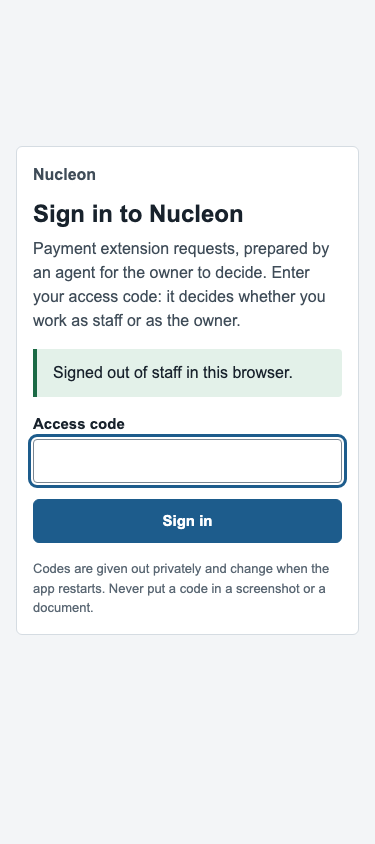 Nucleon
Sign in to Nucleon
Payment extension requests, prepared by
an agent for the owner to decide. Enter
your access code: it decides whether you
work as staff or as the owner.
Signed out of staff in this browser.
Access code
Sign in
Codes are given out privately and change when the
app restarts. Never put a code in a screenshot or a
document.